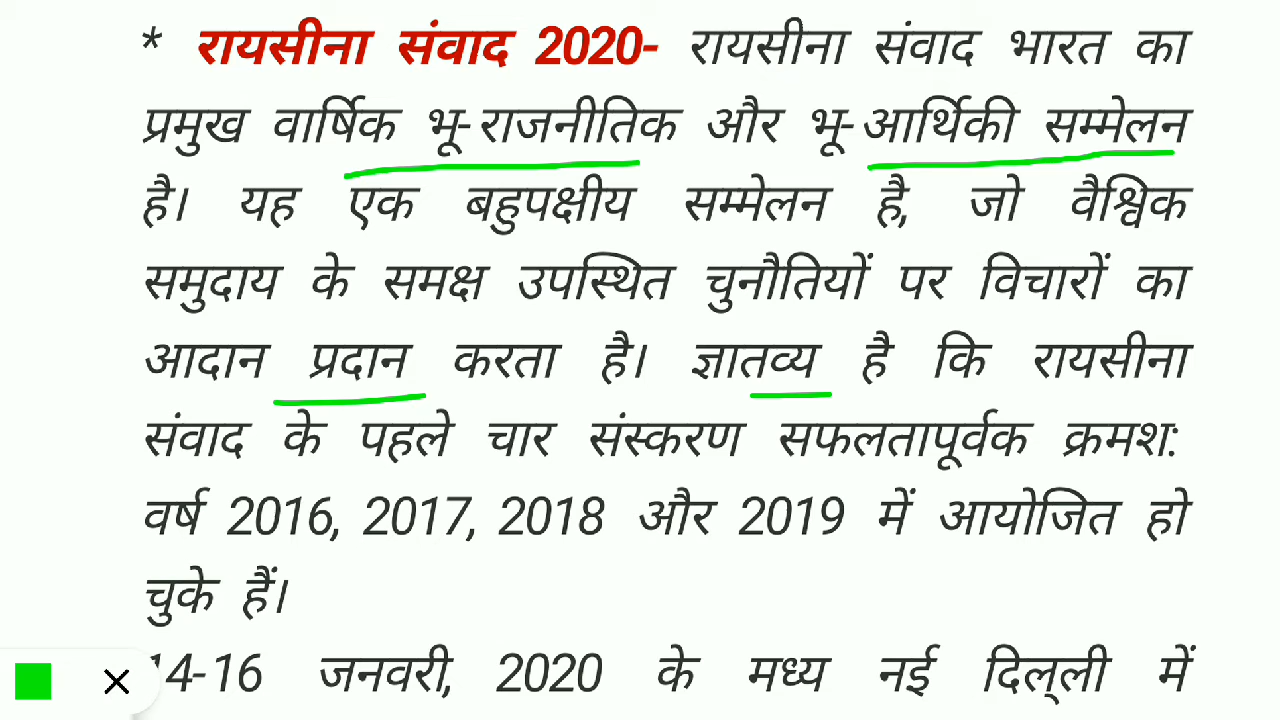 * रायसीना संवाद 2020- रायसीना संवाद भारत का
प्रमुख वार्षिक भू-राजनीतिक और भू-आर्थिकी सम्मेलन
है। यह एक बहुपक्षीय सम्मेलन है, जो वैश्विक
समुदाय के समक्ष उपस्थित चुनौतियों पर विचारों का
आदान प्रदान करता है। ज्ञातव्य है कि रायसीना
संवाद के पहले चार संस्करण सफलतापूर्वक क्रमश:
वर्ष 2016, 2017, 2018 और 2019 में आयोजित हो
चुके हैं।
14-16 जनवरी, 2020 के मध्य नई दिल्ली में